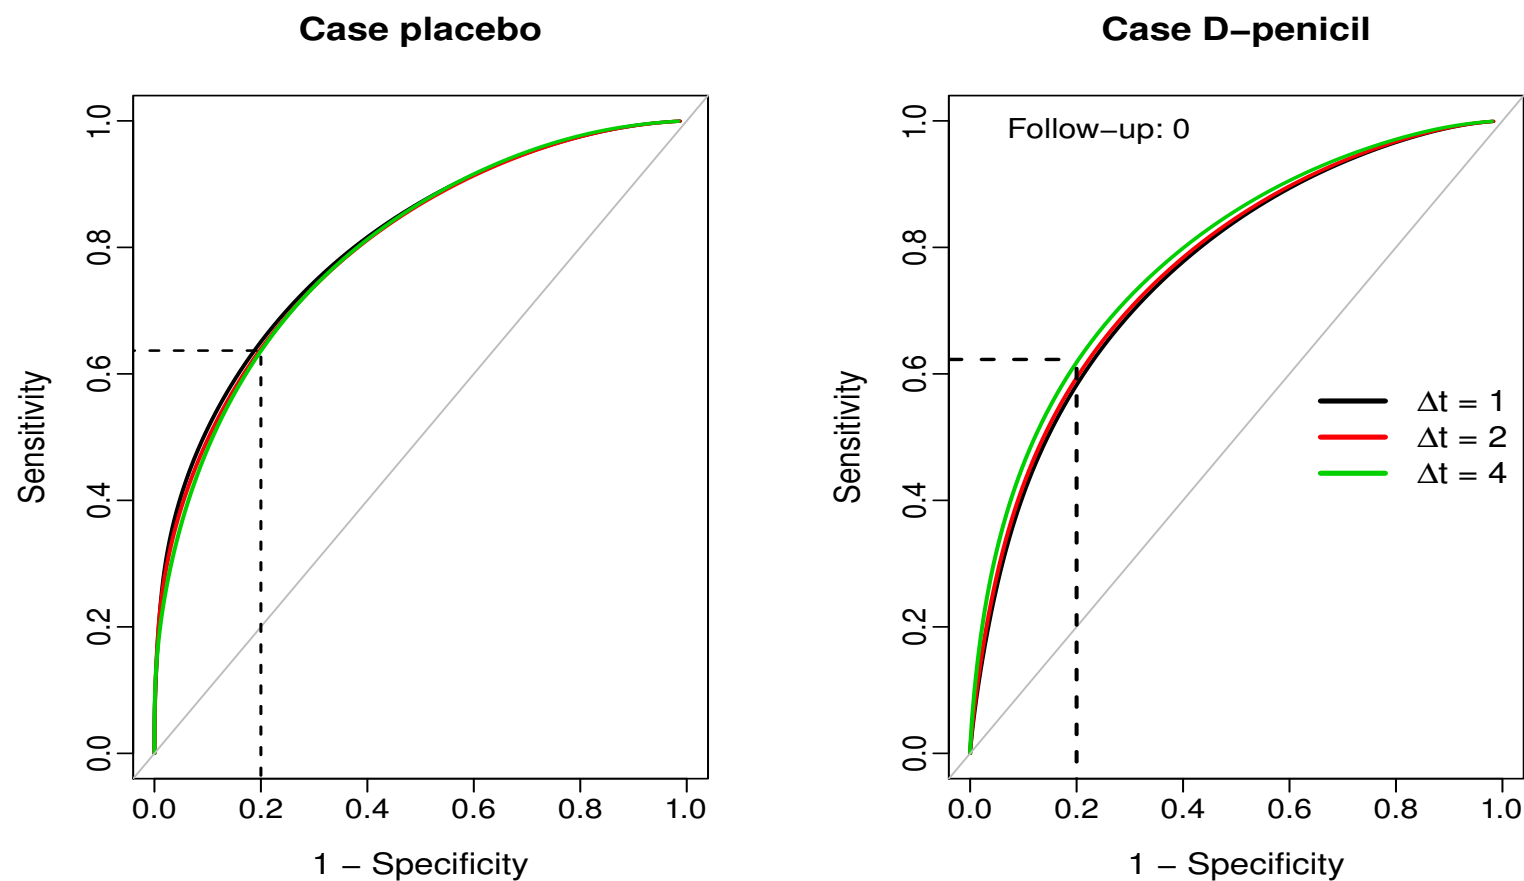 Case placebo
Sensitivity
1.0
0.8
0.6
0.4
0.2
0.0
0.0 0.2 0.4 0.6 0.8 1.0
1 − Specificity
Case D−penicil
Follow−up: 0
Sensitivity
1.0
0.8
0.6
0.4
0.2
0.0
Δt = 1
Δt = 2
Δt = 4
0.0 0.2 0.4 0.6 0.8 1.0
1 − Specificity